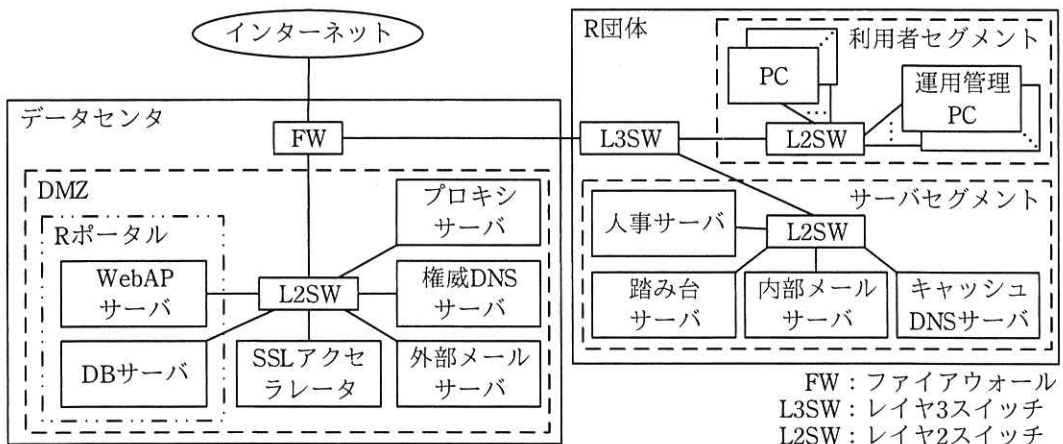 インターネット
データセンタ
FW
DMZ
Rポータル
WebAP
サーバ
DBサーバ
L2SW
SSLアクセ
ラレータ
プロキシ
サーバ
権威DNS
サーバ
外部メール
サーバ
R団体
L3SW
利用者セグメント
PC
L2SW
運用管理
PC
サーバセグメント
人事サーバ
L2SW
踏み台
サーバ
内部メール
サーバ
キャッシュ
DNSサーバ
FW：ファイアウォール
L3SW：レイヤ3スイッチ
L2SW：レイヤ2スイッチ